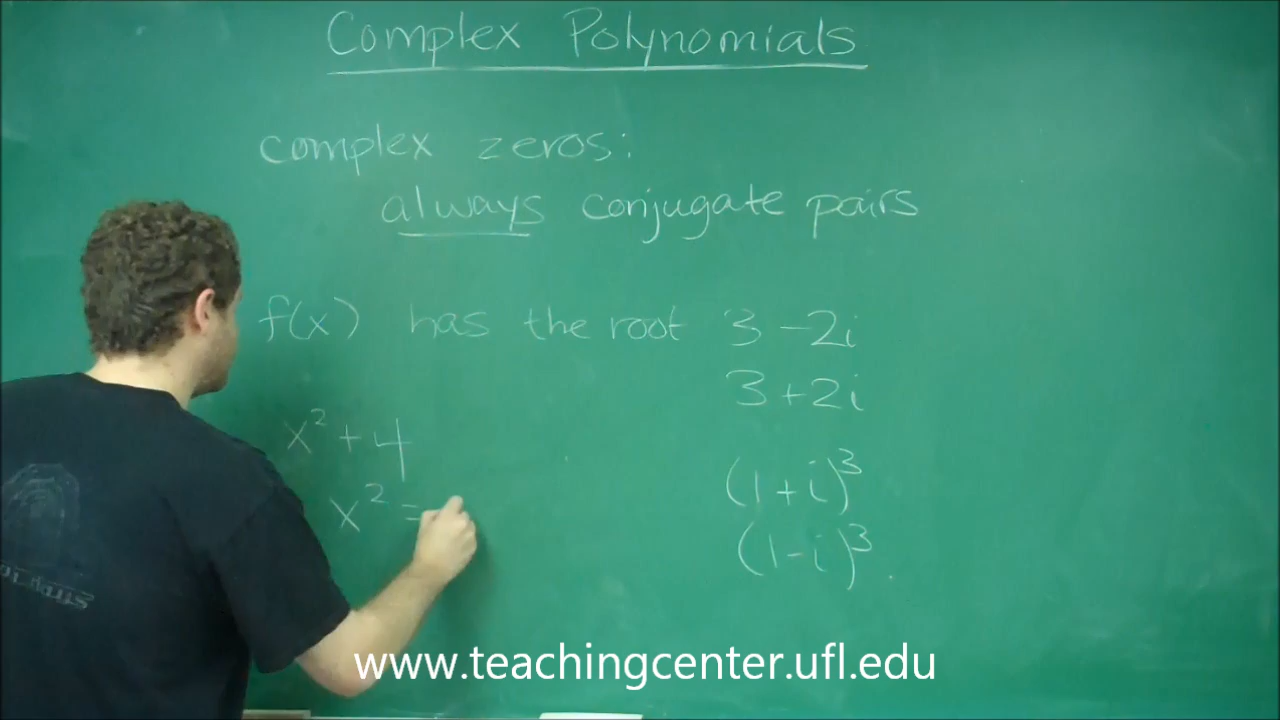 Complex Polynomials
complex zeros:
always conjugate pairs
f(x) has the root 3 - 2i
3 + 2i
x² + 4
(1 + i)³
x² =
(1 - i)³
www.teachingcenter.ufl.edu